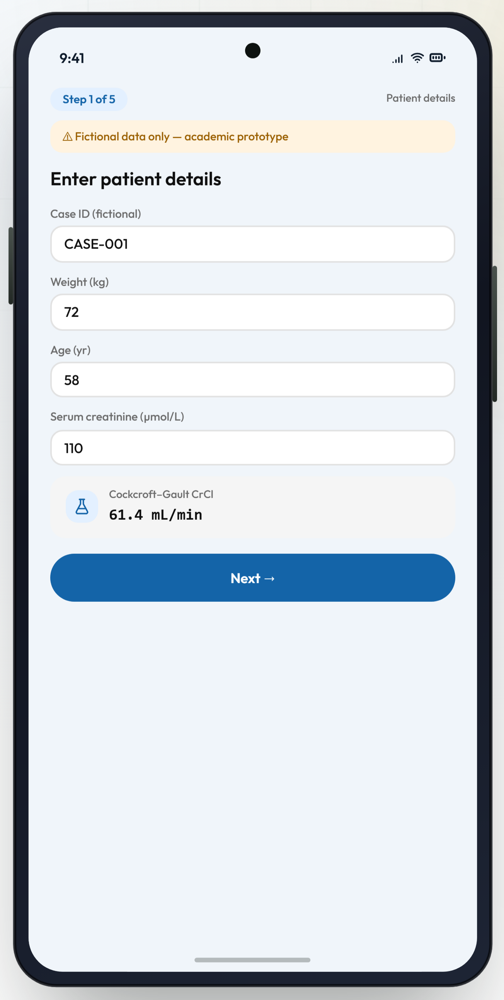 9:41
Step 1 of 5
Patient details
⚠ Fictional data only — academic prototype
Enter patient details
Case ID (fictional)
CASE-001
Weight (kg)
72
Age (yr)
58
Serum creatinine (µmol/L)
110
Cockcroft–Gault CrCl
61.4 mL/min
Next →